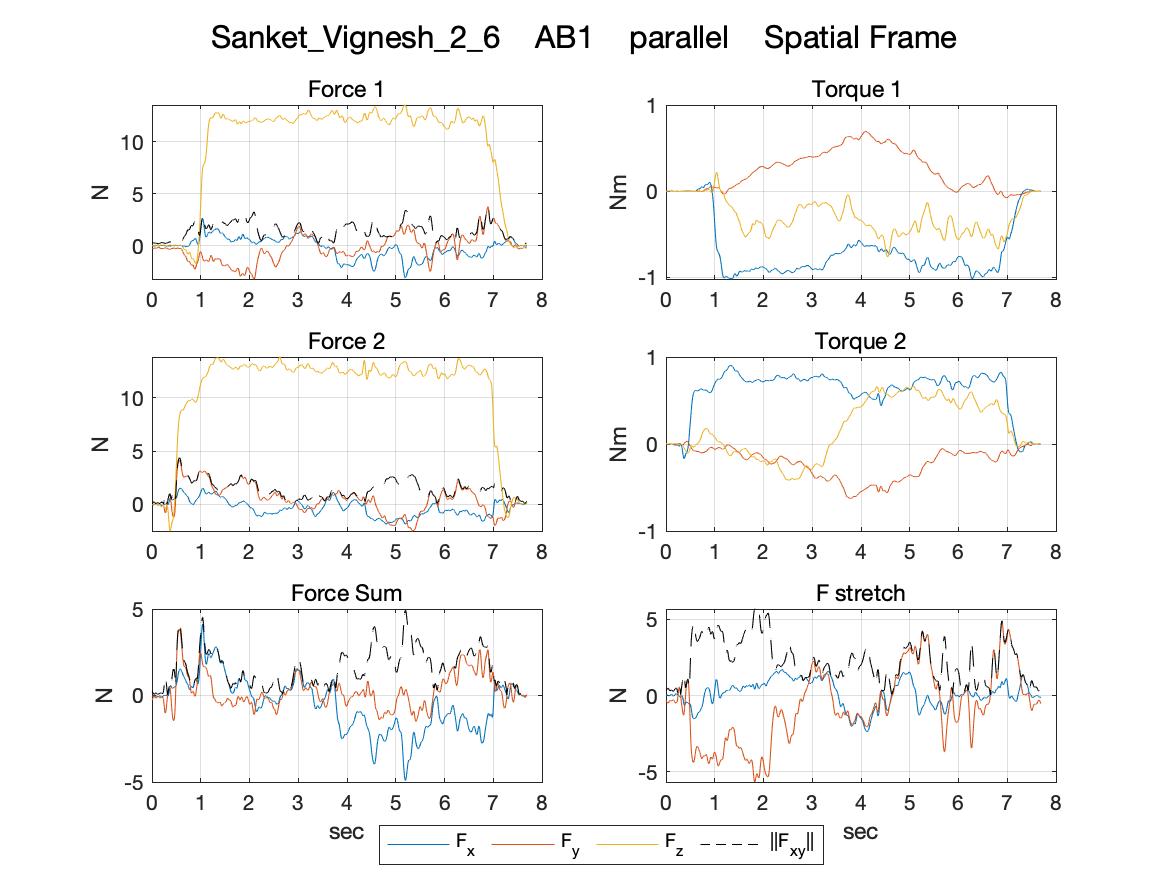 Sanket_Vignesh_2_6 AB1 parallel Spatial Frame
Force 1
N
10
5
0
0 1 2 3 4 5 6 7 8
Torque 1
Nm
1
0
-1
0 1 2 3 4 5 6 7 8
Force 2
N
10
5
0
0 1 2 3 4 5 6 7 8
Torque 2
Nm
1
0
-1
0 1 2 3 4 5 6 7 8
Force Sum
N
5
0
-5
0 1 2 3 4 5 6 7 8
sec
F stretch
N
5
0
-5
0 1 2 3 4 5 6 7 8
sec
F_x F_y F_z ||F_xy||